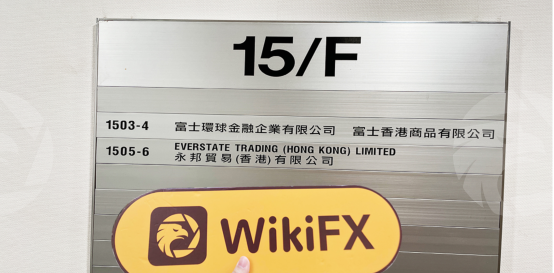 15/F
1503-4 富士環球金融企業有限公司 富士香港商品有限公司
1505-6 EVERSTATE TRADING (HONG KONG) LIMITED
永邦貿易(香港)有限公司
WikiFX